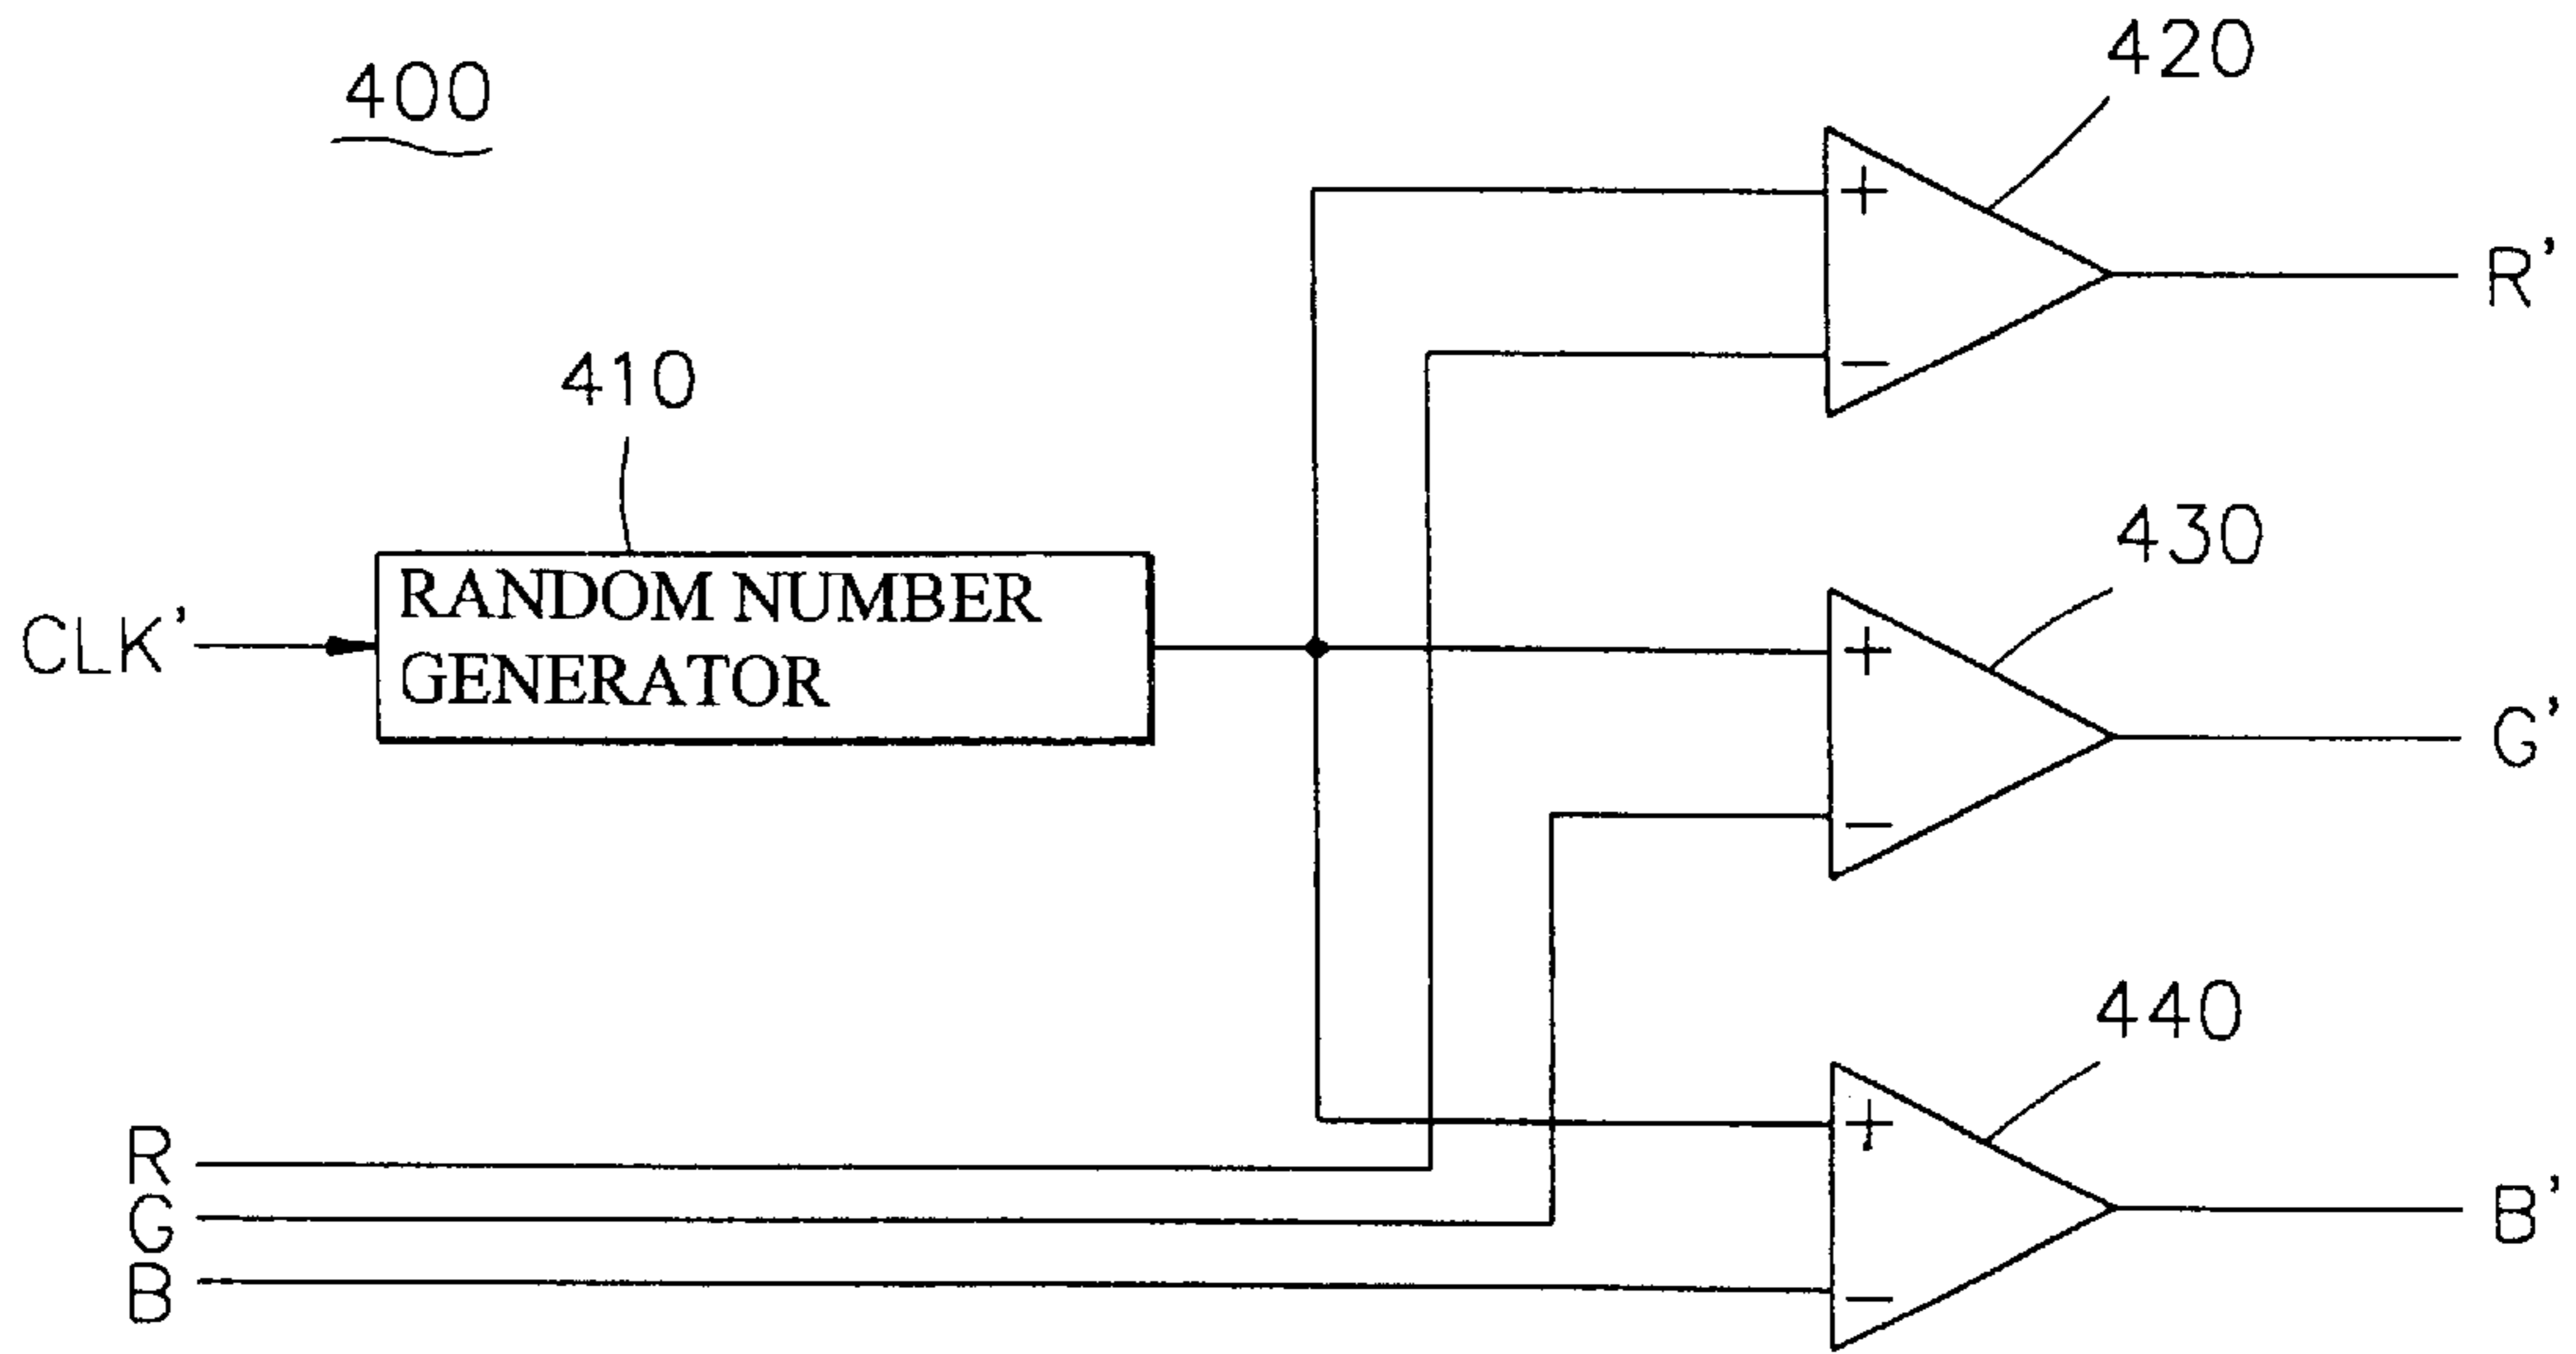 400
420
+
R'
−
410
430
RANDOM NUMBER
GENERATOR
CLK'
+
G'
−
440
+
R
G
B
B'
−